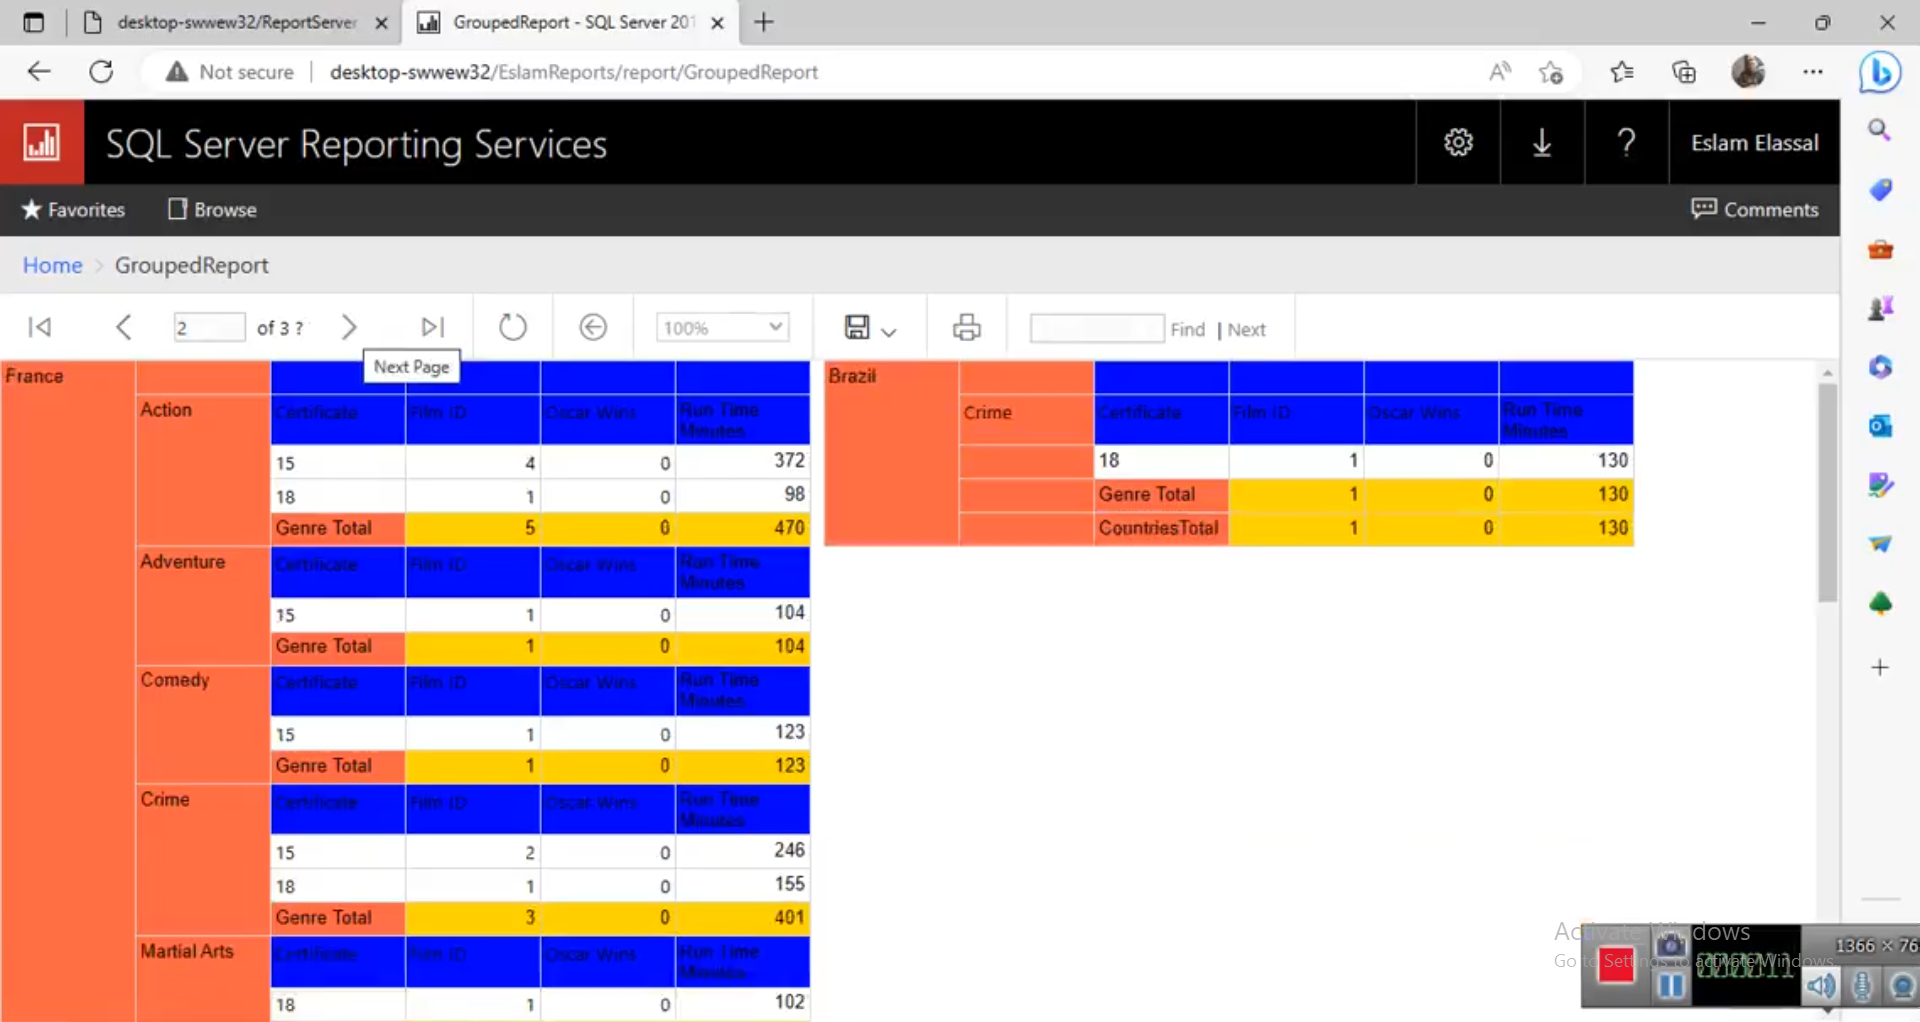 desktop-swwew32/ReportServer
GroupedReport - SQL Server 201
Not secure | desktop-swwew32/EslamReports/report/GroupedReport
SQL Server Reporting Services
? Eslam Elassal
Favorites Browse Comments
Home > GroupedReport
2 of 3 ? 100% Find | Next
Next Page
France
Action Certificate Film ID Oscar Wins Run Time Minutes
15 4 0 372
18 1 0 98
Genre Total 5 0 470
Adventure Certificate Film ID Oscar Wins Run Time Minutes
15 1 0 104
Genre Total 1 0 104
Comedy Certificate Film ID Oscar Wins Run Time Minutes
15 1 0 123
Genre Total 1 0 123
Crime Certificate Film ID Oscar Wins Run Time Minutes
15 2 0 246
18 1 0 155
Genre Total 3 0 401
Martial Arts Certificate Film ID Oscar Wins Run Time Minutes
18 1 0 102
Brazil
Crime Certificate Film ID Oscar Wins Run Time Minutes
18 1 0 130
Genre Total 1 0 130
CountriesTotal 1 0 130
Activate Windows
Go to Settings to activate Windows.
1366 × 76